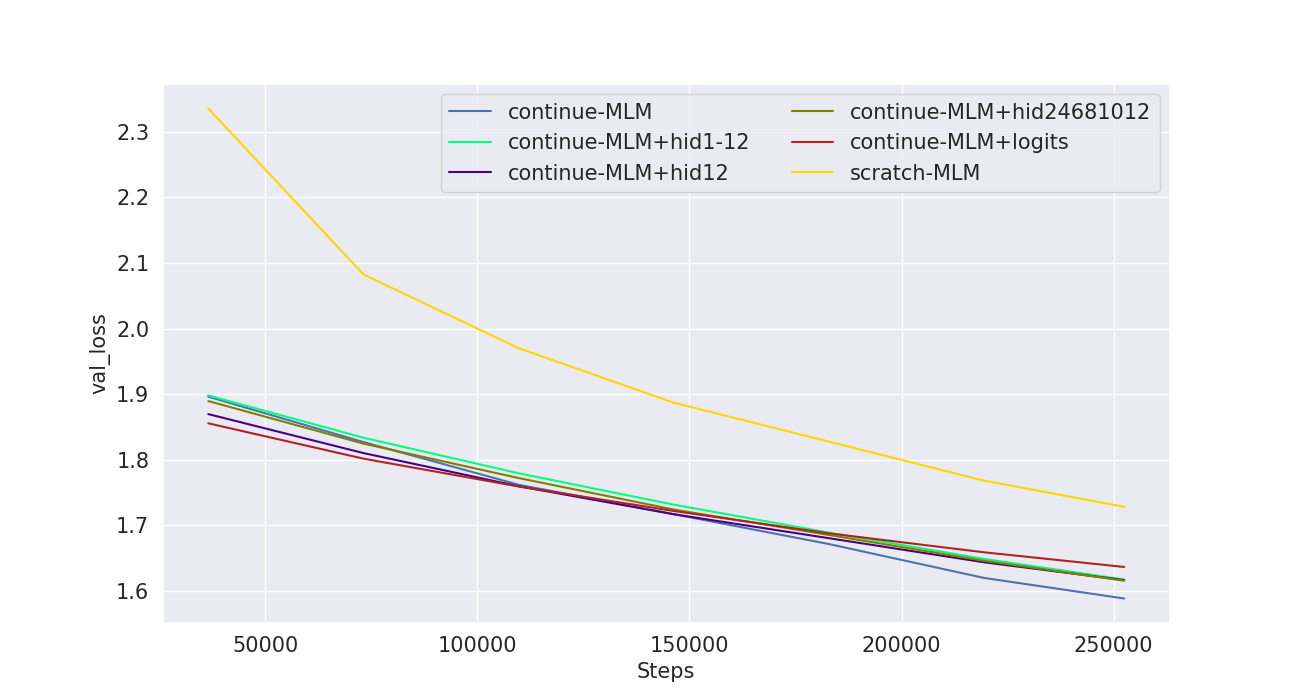 continue-MLM
continue-MLM+hid1-12
continue-MLM+hid12
continue-MLM+hid24681012
continue-MLM+logits
scratch-MLM
val_loss
2.3
2.2
2.1
2.0
1.9
1.8
1.7
1.6
50000 100000 150000 200000 250000
Steps